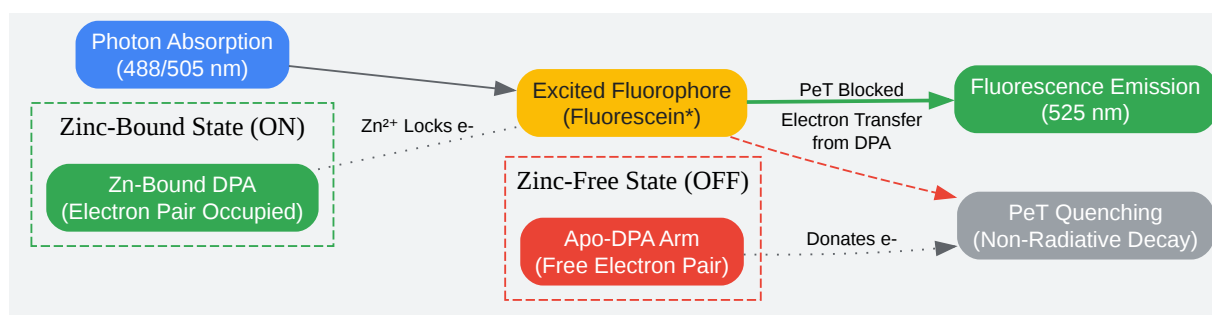 Photon Absorption
(488/505 nm)
Excited Fluorophore
(Fluorescein*)
PeT Blocked
Electron Transfer
from DPA
Fluorescence Emission
(525 nm)
Zinc-Bound State (ON)
Zn²⁺ Locks e-
Zn-Bound DPA
(Electron Pair Occupied)
Zinc-Free State (OFF)
Apo-DPA Arm
(Free Electron Pair)
Donates e-
PeT Quenching
(Non-Radiative Decay)